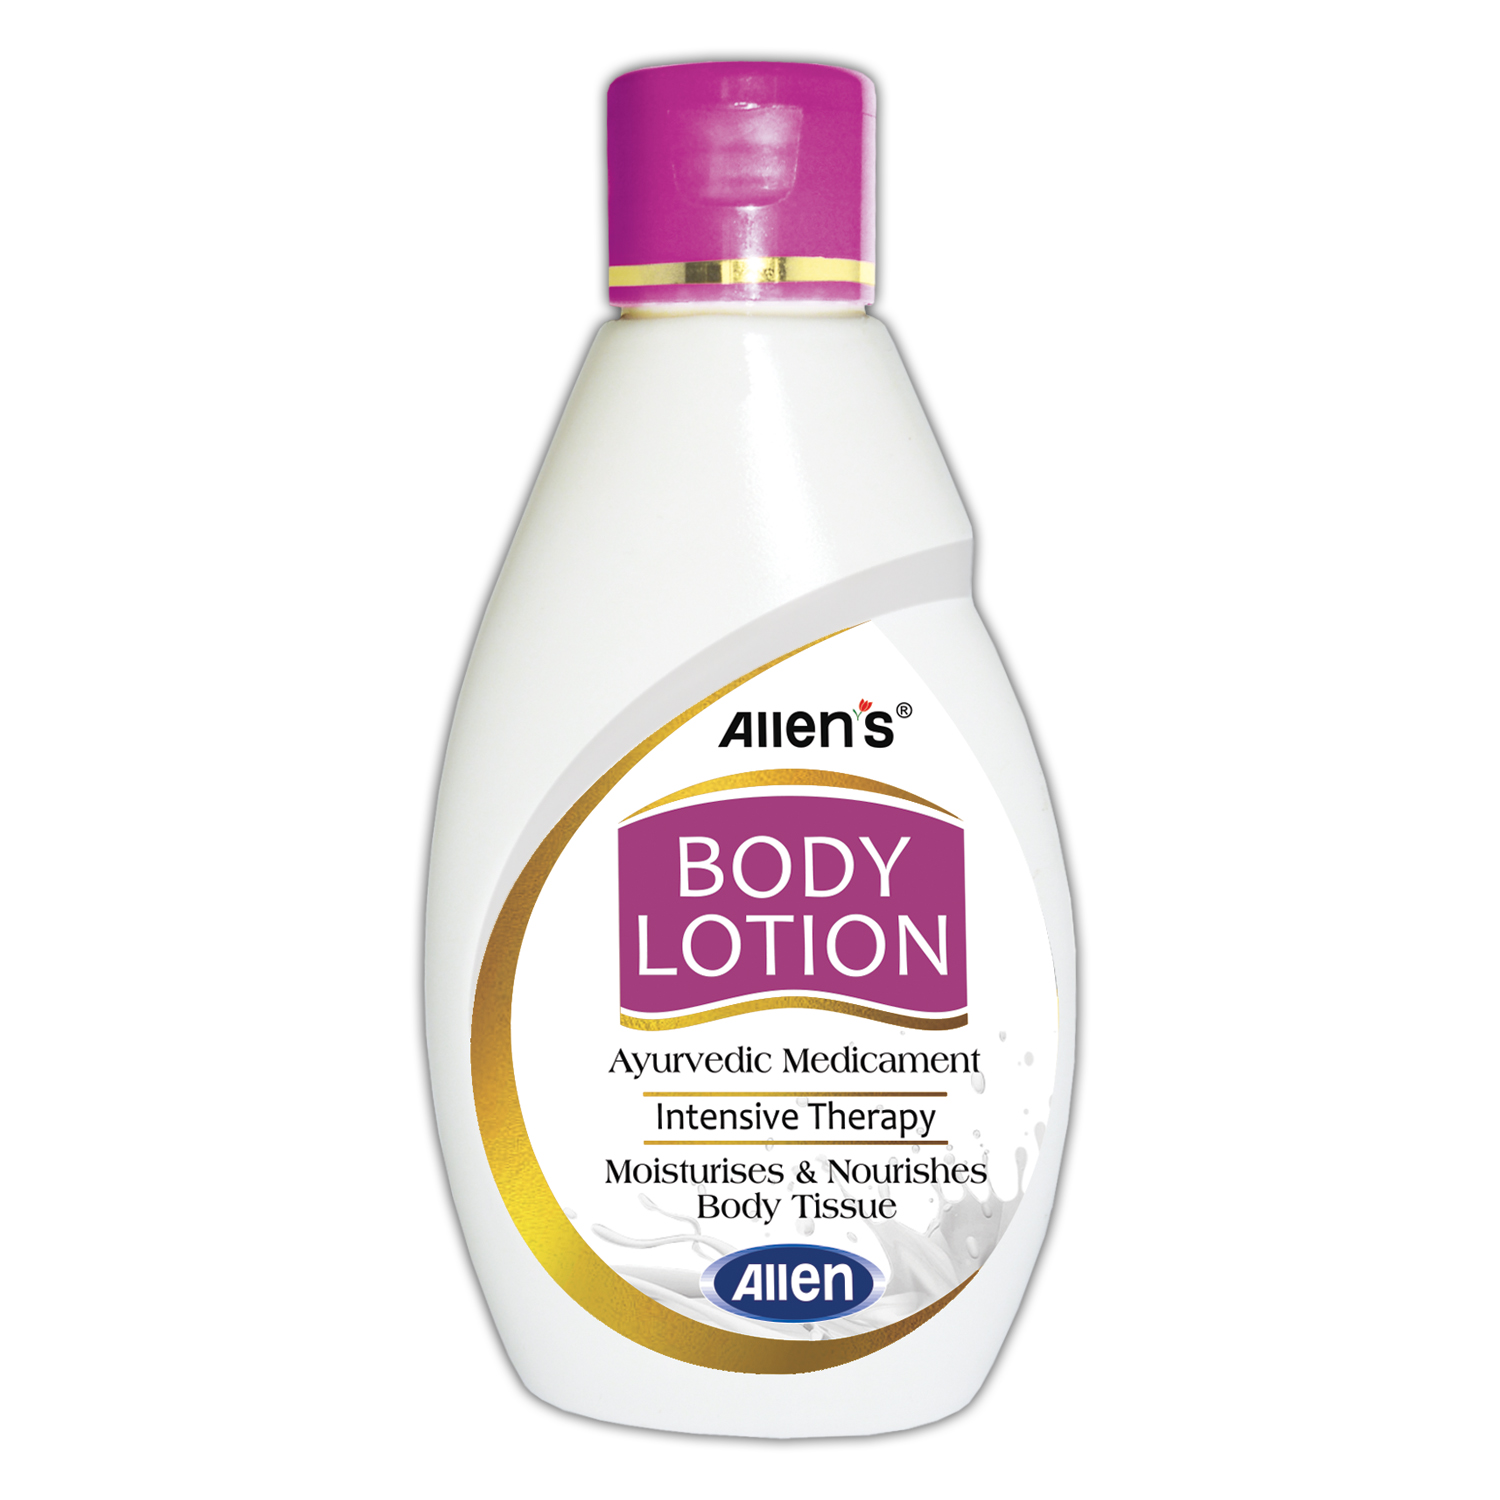 Allen's®
BODY
LOTION
Ayurvedic Medicament
Intensive Therapy
Moisturises & Nourishes
Body Tissue
Allen